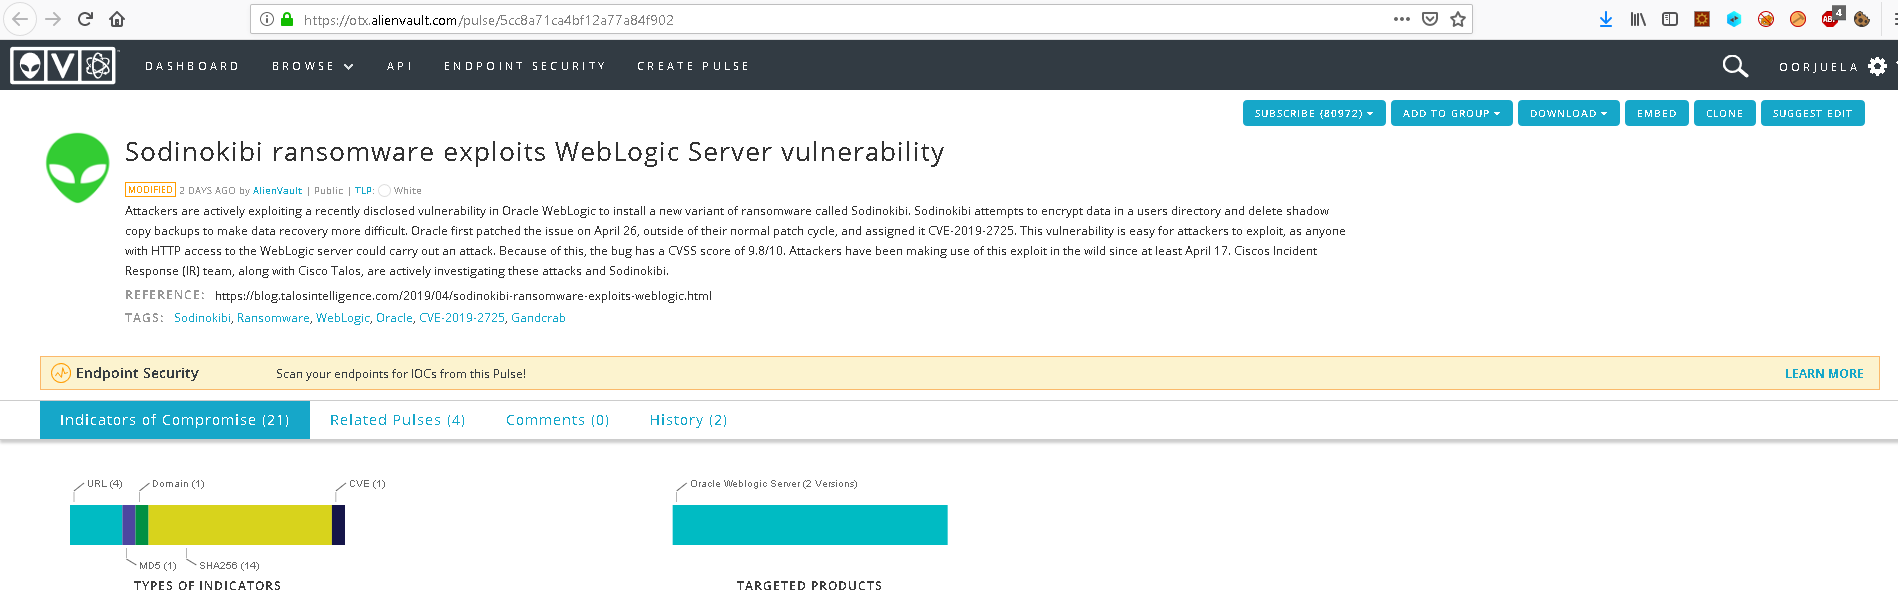 https://otx.alienvault.com/pulse/5cc8a71ca4bf12a77a84f902
4
ABP
V
DASHBOARD BROWSE API ENDPOINT SECURITY CREATE PULSE OORJUELA
SUBSCRIBE (80972) ADD TO GROUP DOWNLOAD EMBED CLONE SUGGEST EDIT
Sodinokibi ransomware exploits WebLogic Server vulnerability
MODIFIED 2 DAYS AGO by AlienVault | Public | TLP: White
Attackers are actively exploiting a recently disclosed vulnerability in Oracle WebLogic to install a new variant of ransomware called Sodinokibi. Sodinokibi attempts to encrypt data in a users directory and delete shadow
copy backups to make data recovery more difficult. Oracle first patched the issue on April 26, outside of their normal patch cycle, and assigned it CVE-2019-2725. This vulnerability is easy for attackers to exploit, as anyone
with HTTP access to the WebLogic server could carry out an attack. Because of this, the bug has a CVSS score of 9.8/10. Attackers have been making use of this exploit in the wild since at least April 17. Ciscos Incident
Response (IR) team, along with Cisco Talos, are actively investigating these attacks and Sodinokibi.
REFERENCE: https://blog.talosintelligence.com/2019/04/sodinokibi-ransomware-exploits-weblogic.html
TAGS: Sodinokibi, Ransomware, WebLogic, Oracle, CVE-2019-2725, Gandcrab
Endpoint Security Scan your endpoints for IOCs from this Pulse! LEARN MORE
Indicators of Compromise (21) Related Pulses (4) Comments (0) History (2)
URL (4) Domain (1) CVE (1) Oracle Weblogic Server (2 Versions)
MD5 (1) SHA256 (14)
TYPES OF INDICATORS TARGETED PRODUCTS